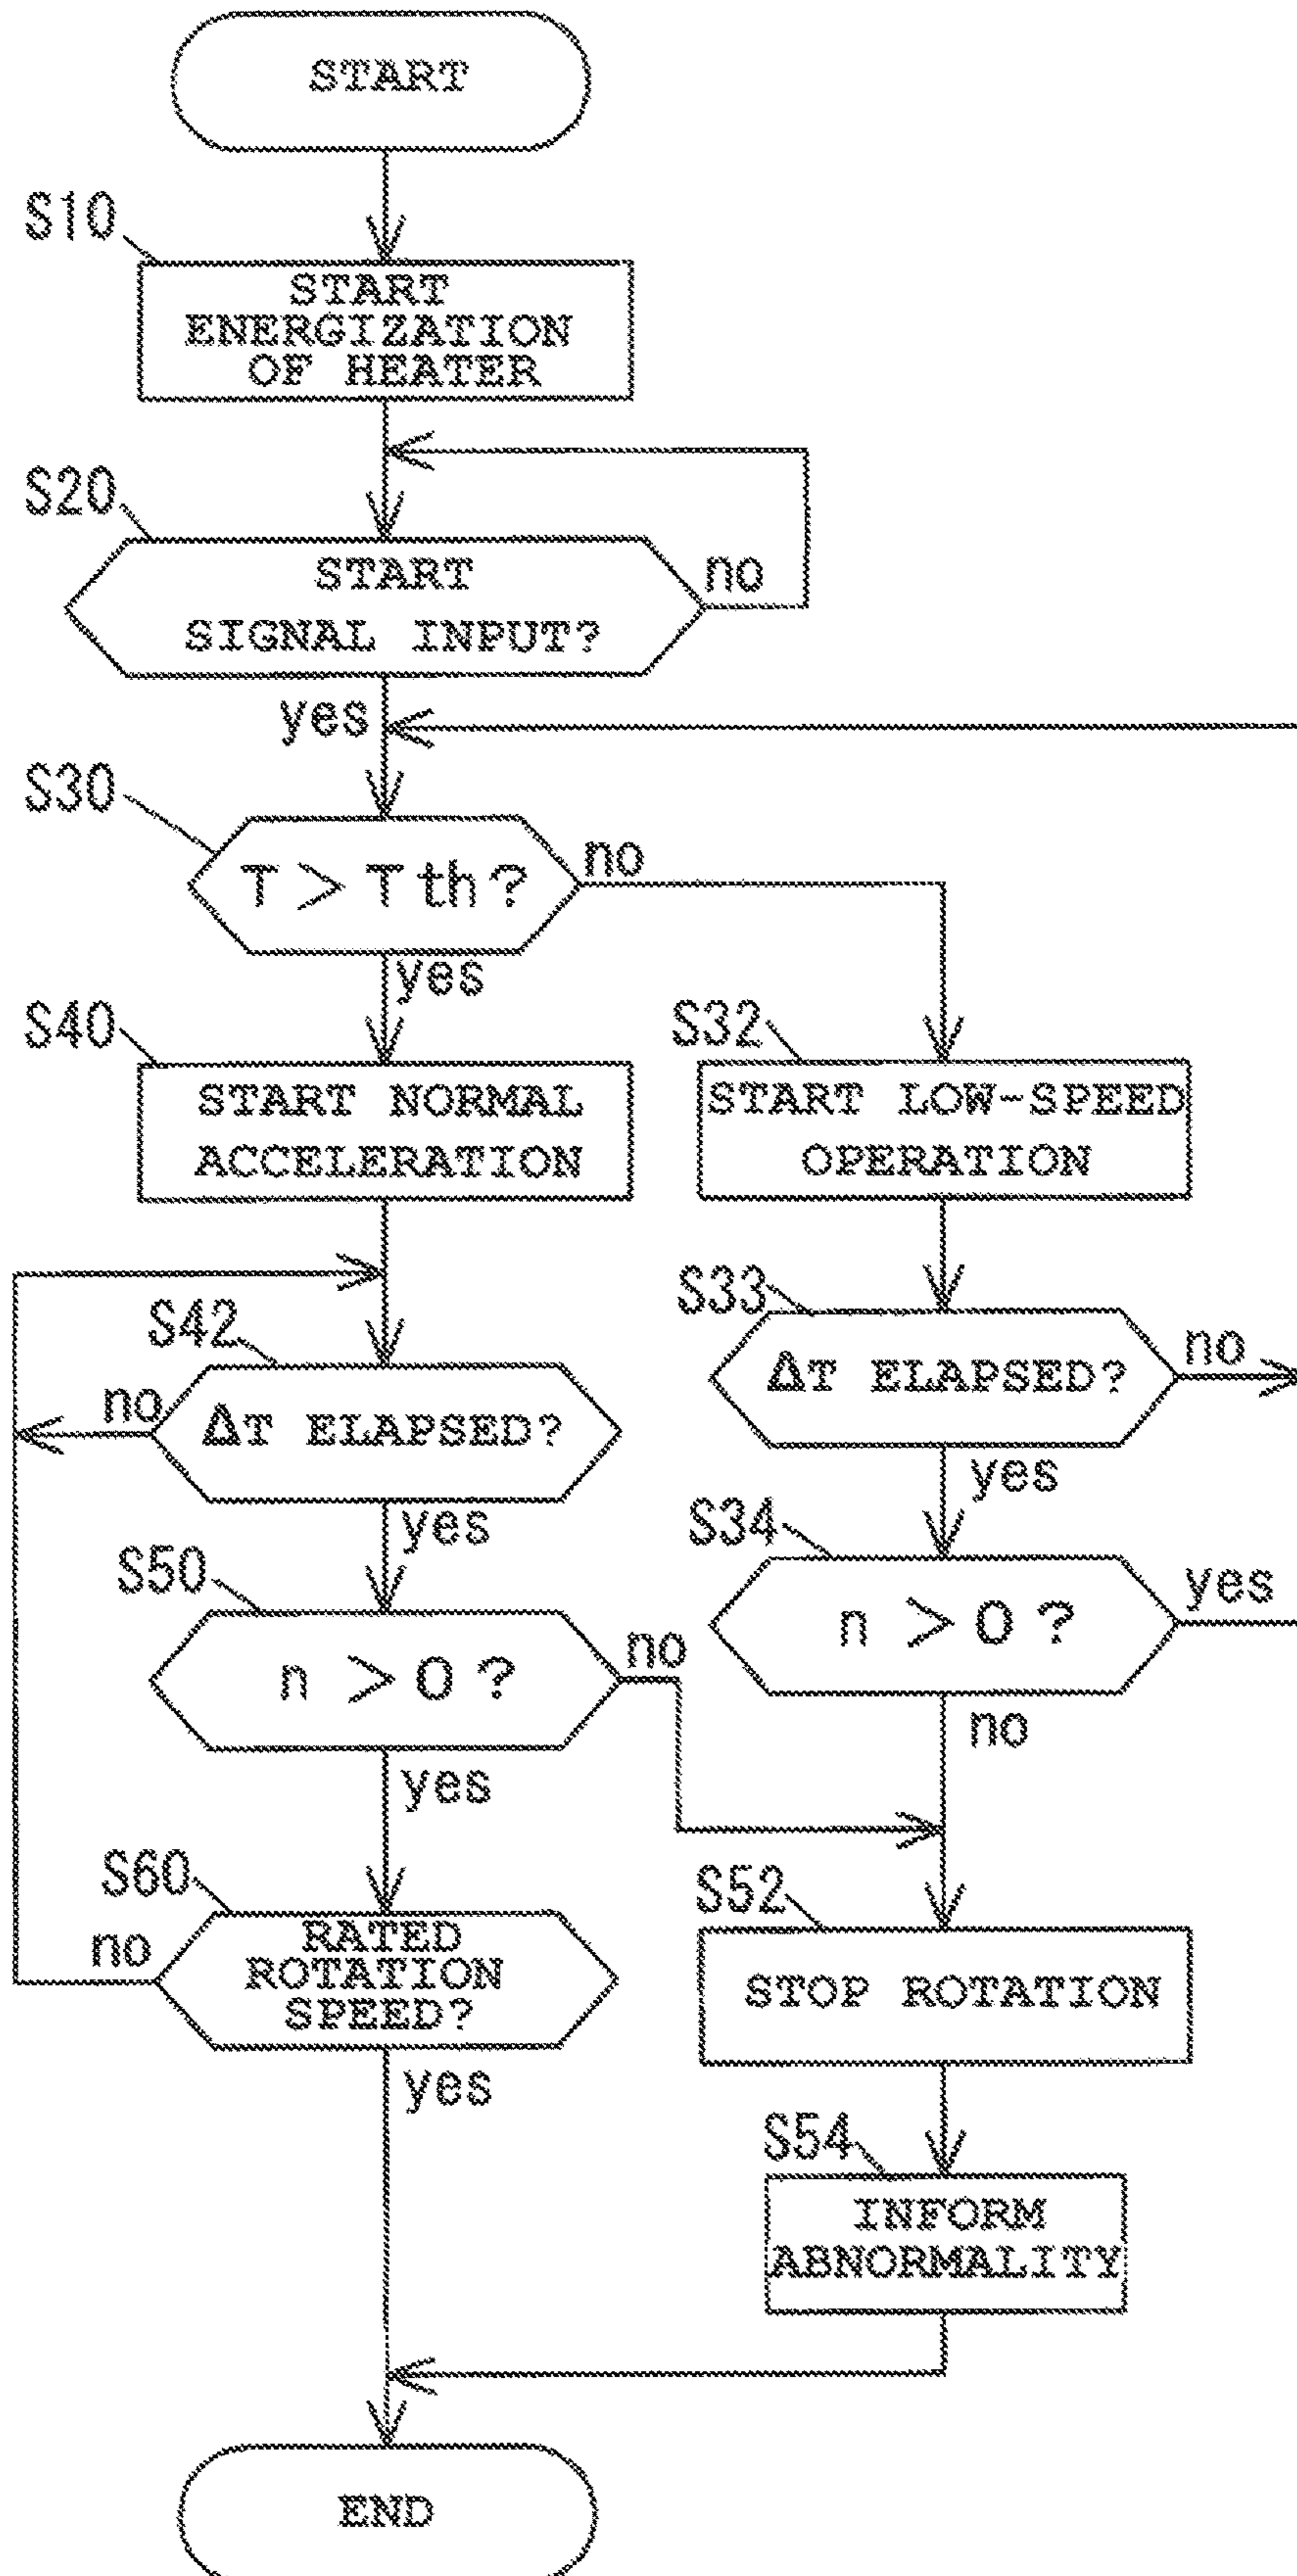 START
S10
START
ENERGIZATION
OF HEATER
S20
START
SIGNAL INPUT?
no
yes
S30
T > Tth?
no
yes
S40
START NORMAL
ACCELERATION
S32
START LOW-SPEED
OPERATION
S42
ΔT ELAPSED?
no
yes
S33
ΔT ELAPSED?
no
yes
S50
n > 0?
no
yes
S34
n > 0?
yes
no
S60
RATED
ROTATION
SPEED?
no
yes
S52
STOP ROTATION
S54
INFORM
ABNORMALITY
END